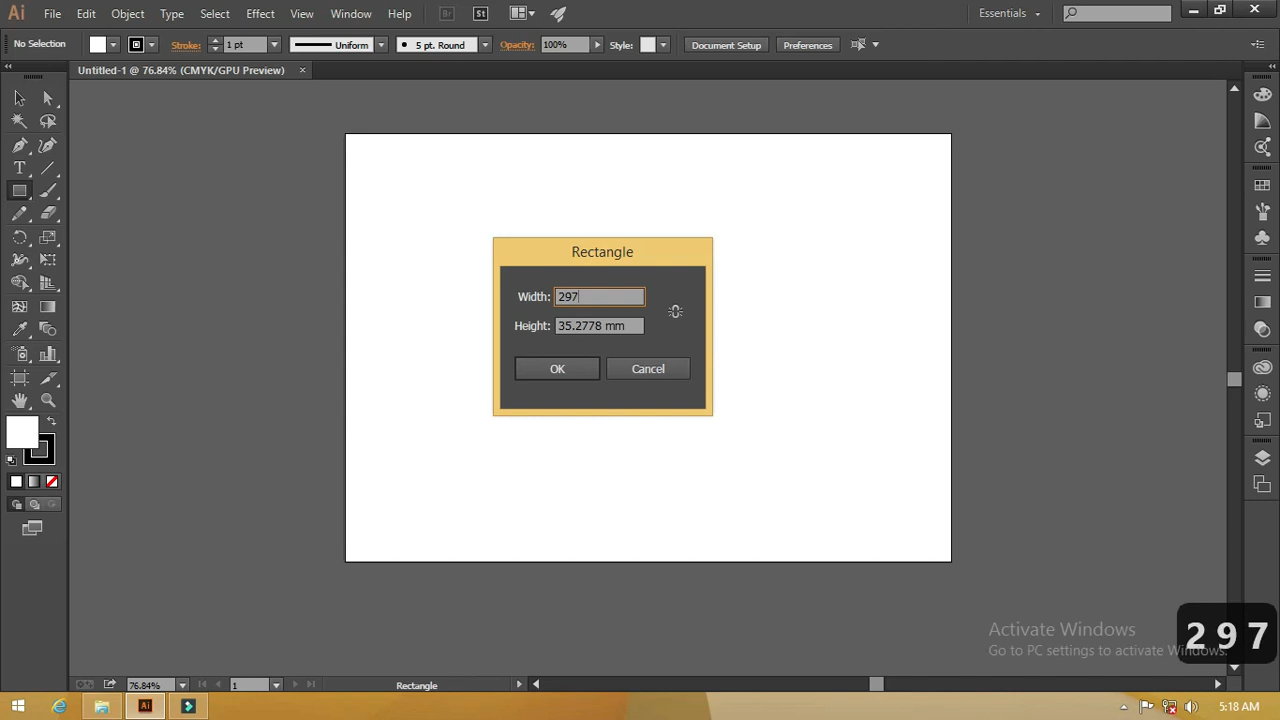 Ai File Edit Object Type Select Effect View Window Help Br St Essentials
No Selection Stroke: 1 pt Uniform 5 pt. Round Opacity: 100% Style: Document Setup Preferences
Untitled-1 @ 76.84% (CMYK/GPU Preview) ×
Rectangle
Width: 297
Height: 35.2778 mm
OK Cancel
Activate Windows
Go to PC settings to activate Windows.
2 9 7
76.84% 1 Rectangle
Ai 5:18 AM